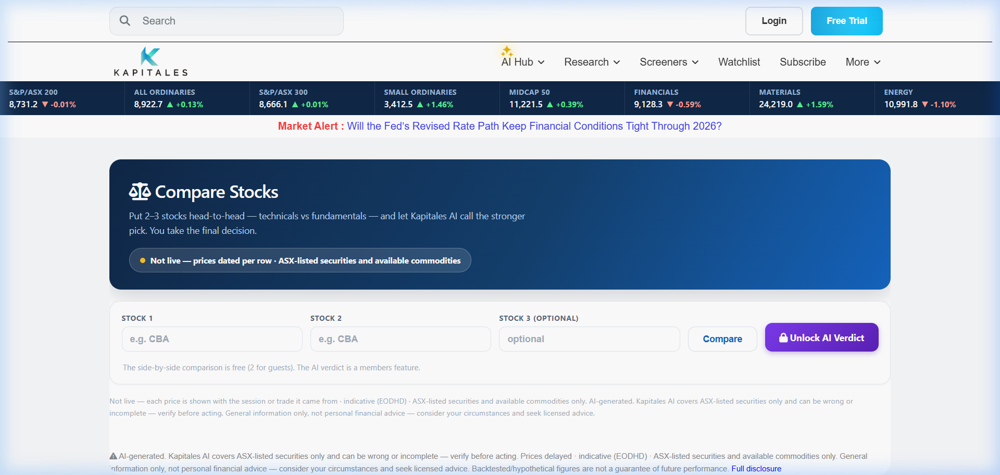 Search
Login
Free Trial
KAPITALES
AI Hub
Research
Screeners
Watchlist
Subscribe
More
S&P/ASX 200
8,731.2 ▼ -0.01%
ALL ORDINARIES
8,922.7 ▲ +0.13%
S&P/ASX 300
8,666.1 ▲ +0.01%
SMALL ORDINARIES
3,412.5 ▲ +1.46%
MIDCAP 50
11,221.5 ▲ +0.39%
FINANCIALS
9,128.3 ▼ -0.59%
MATERIALS
24,219.0 ▲ +1.59%
ENERGY
10,991.8 ▼ -1.10%
Market Alert : Will the Fed’s Revised Rate Path Keep Financial Conditions Tight Through 2026?
Compare Stocks
Put 2–3 stocks head-to-head — technicals vs fundamentals — and let Kapitales AI call the stronger
pick. You take the final decision.
Not live — prices dated per row · ASX-listed securities and available commodities
STOCK 1
e.g. CBA
STOCK 2
e.g. CBA
STOCK 3 (OPTIONAL)
optional
Compare
Unlock AI Verdict
The side-by-side comparison is free (2 for guests). The AI verdict is a members feature.
Not live — each price is shown with the session or trade it came from · indicative (EODHD) · ASX-listed securities and available commodities only. AI-generated. Kapitales AI covers ASX-listed securities only and can be wrong or
incomplete — verify before acting. General information only, not personal financial advice — consider your circumstances and seek licensed advice.
AI-generated. Kapitales AI covers ASX-listed securities only and can be wrong or incomplete — verify before acting. Prices delayed · indicative (EODHD) · ASX-listed securities and available commodities only. General
information only, not personal financial advice — consider your circumstances and seek licensed advice. Backtested/hypothetical figures are not a guarantee of future performance. Full disclosure